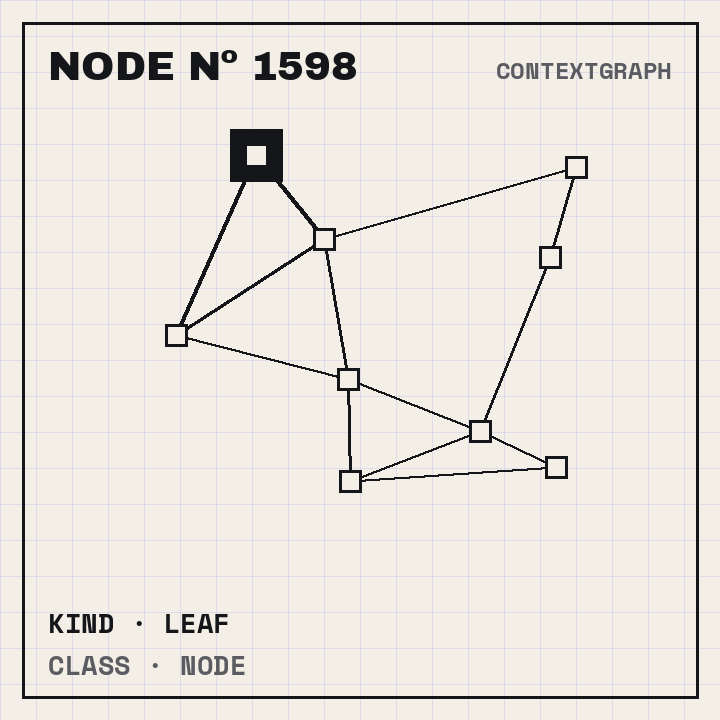 NODE Nº 1598
CONTEXTGRAPH
KIND · LEAF
CLASS · NODE